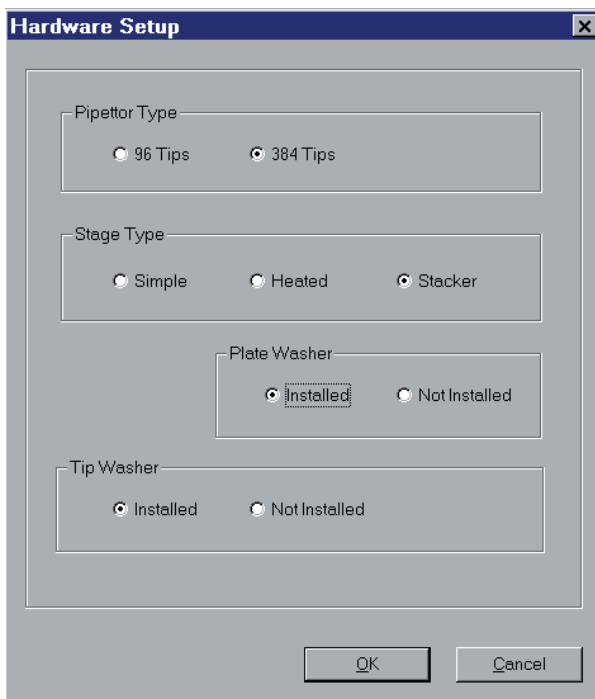 Hardware Setup
Pipettor Type
96 Tips 384 Tips
Stage Type
Simple Heated Stacker
Plate Washer
Installed Not Installed
Tip Washer
Installed Not Installed
OK Cancel